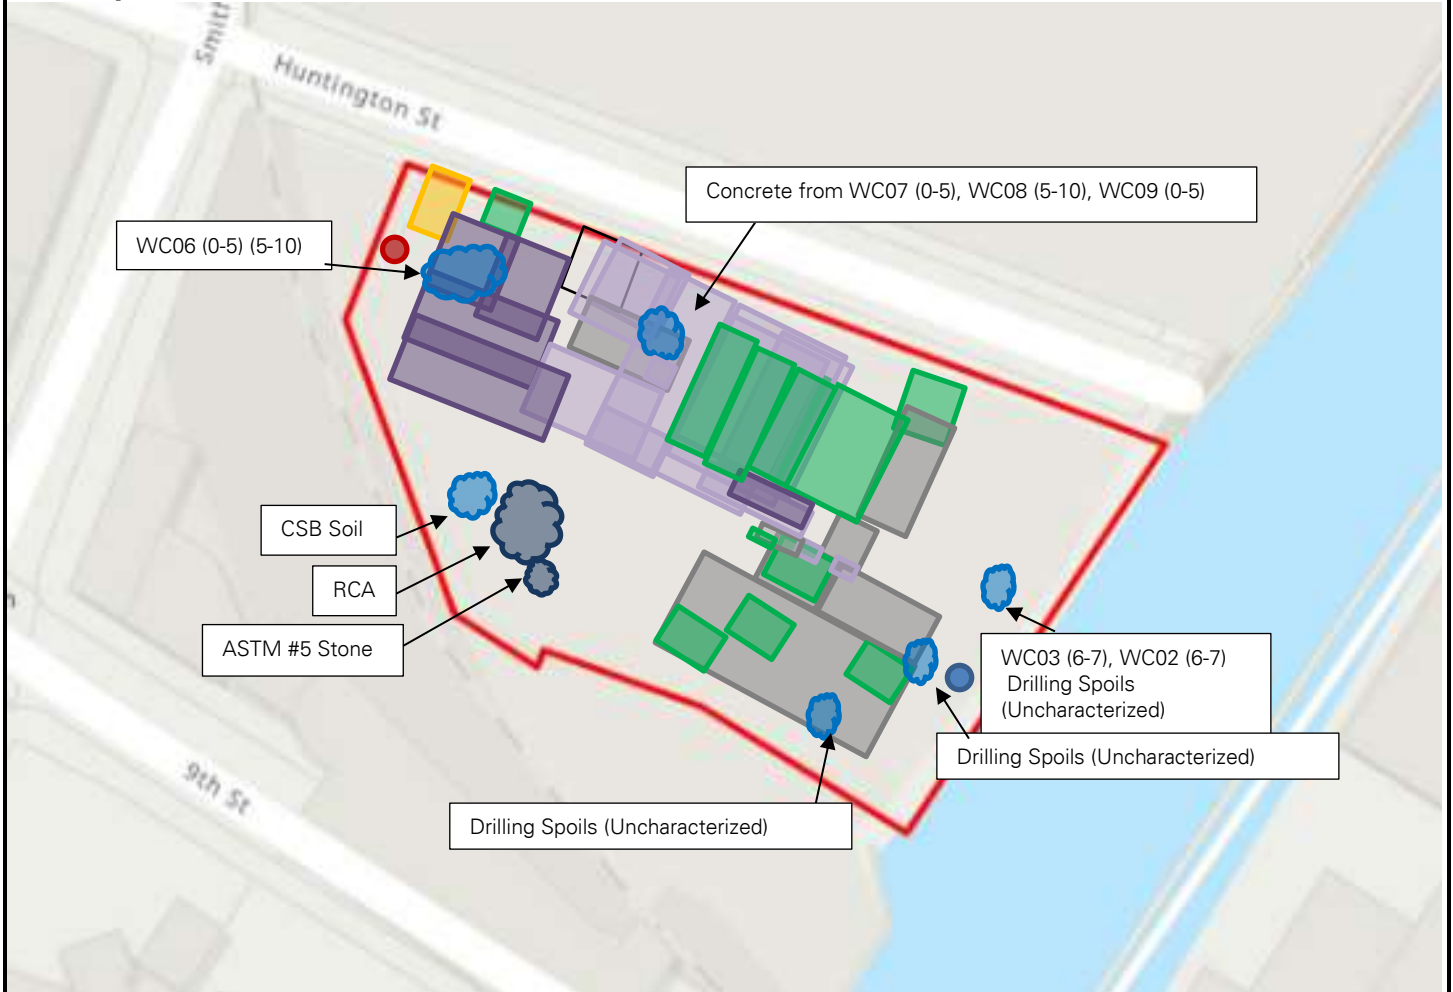 Smith
Huntington St
Concrete from WC07 (0-5), WC08 (5-10), WC09 (0-5)
WC06 (0-5) (5-10)
CSB Soil
RCA
ASTM #5 Stone
WC03 (6-7), WC02 (6-7)
Drilling Spoils
(Uncharacterized)
Drilling Spoils (Uncharacterized)
9th St
Drilling Spoils (Uncharacterized)